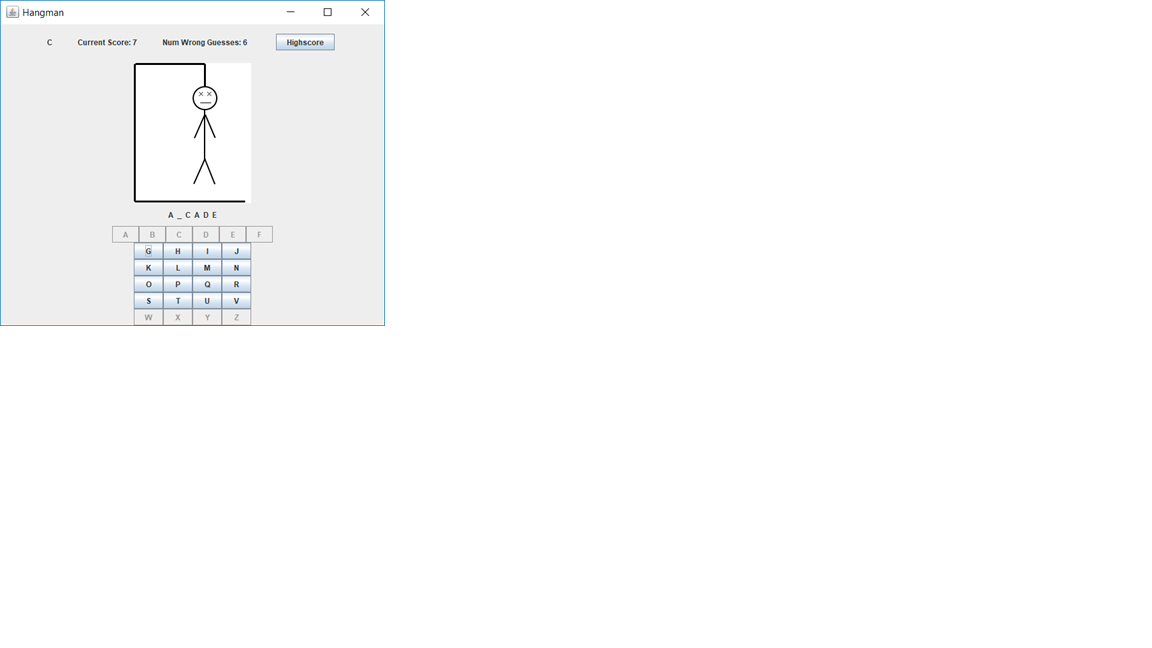 Hangman
C Current Score: 7 Num Wrong Guesses: 6 Highscore
A _ C A D E
A B C D E F
G H I J
K L M N
O P Q R
S T U V
W X Y Z